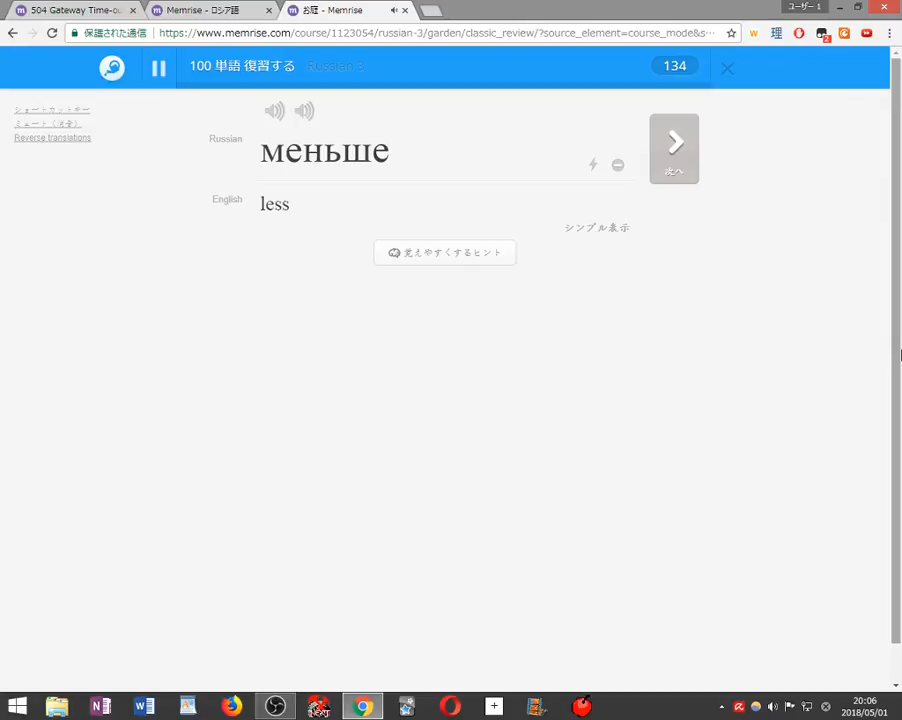 504 Gateway Time-ou
Memrise - ロシア語
お庭 - Memrise
ユーザー 1
保護された通信
https://www.memrise.com/course/1123054/russian-3/garden/classic_review/?source_element=course_mode&s…
100 単語 復習する Russian 3
134
ショートカットキー
ミュート（消音）
Reverse translations
Russian
меньше
次へ
English
less
シンプル表示
覚えやすくするヒント
20:06
2018/05/01